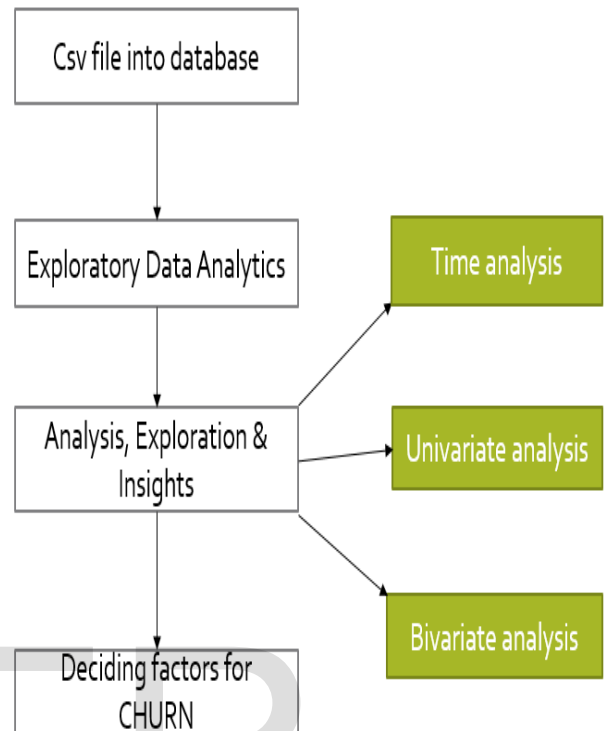 Csv file into database
Exploratory Data Analytics
Time analysis
Analysis, Exploration &
Insights
Univariate analysis
Bivariate analysis
Deciding factors for
CHURN